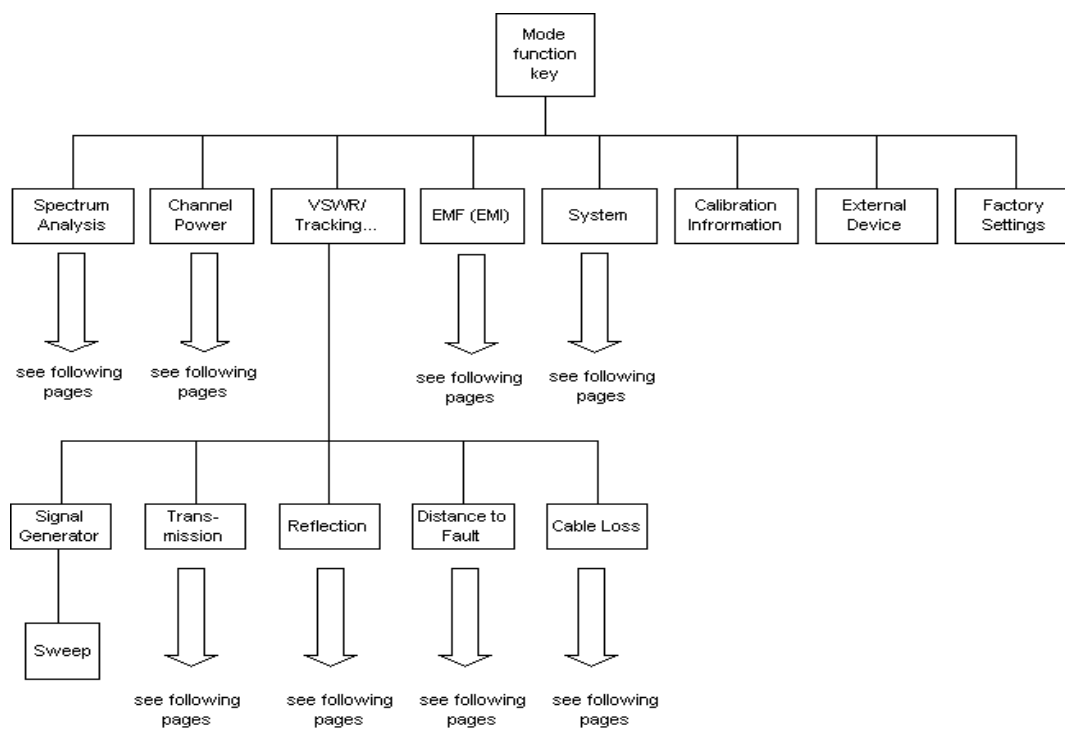 Mode
function
key
Spectrum
Analysis
Channel
Power
VSWR/
Tracking...
EMF (EMI)
System
Calibration
Infromation
External
Device
Factory
Settings
see following
pages
see following
pages
see following
pages
see following
pages
Signal
Generator
Trans-
mission
Reflection
Distance to
Fault
Cable Loss
Sweep
see following
pages
see following
pages
see following
pages
see following
pages